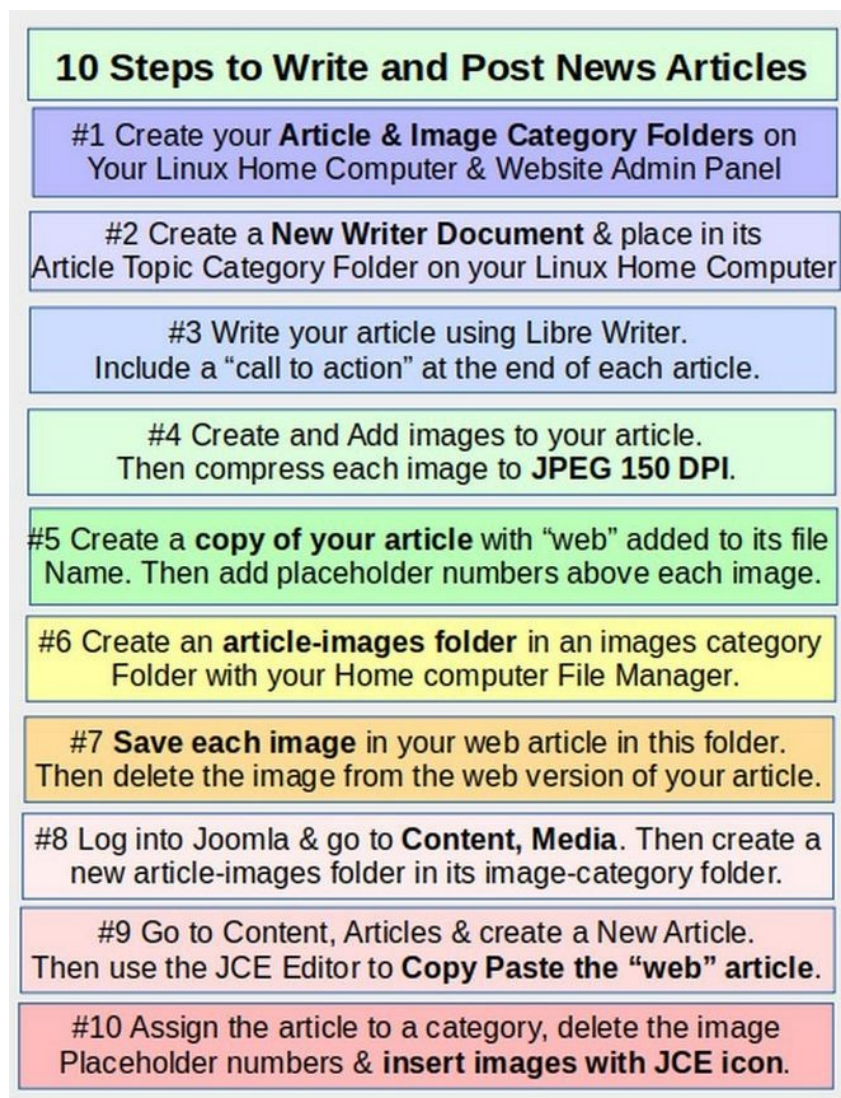 10 Steps to Write and Post News Articles
#1 Create your Article & Image Category Folders on
Your Linux Home Computer & Website Admin Panel
#2 Create a New Writer Document & place in its
Article Topic Category Folder on your Linux Home Computer
#3 Write your article using Libre Writer.
Include a “call to action” at the end of each article.
#4 Create and Add images to your article.
Then compress each image to JPEG 150 DPI.
#5 Create a copy of your article with “web” added to its file
Name. Then add placeholder numbers above each image.
#6 Create an article-images folder in an images category
Folder with your Home computer File Manager.
#7 Save each image in your web article in this folder.
Then delete the image from the web version of your article.
#8 Log into Joomla & go to Content, Media. Then create a
new article-images folder in its image-category folder.
#9 Go to Content, Articles & create a New Article.
Then use the JCE Editor to Copy Paste the “web” article.
#10 Assign the article to a category, delete the image
Placeholder numbers & insert images with JCE icon.